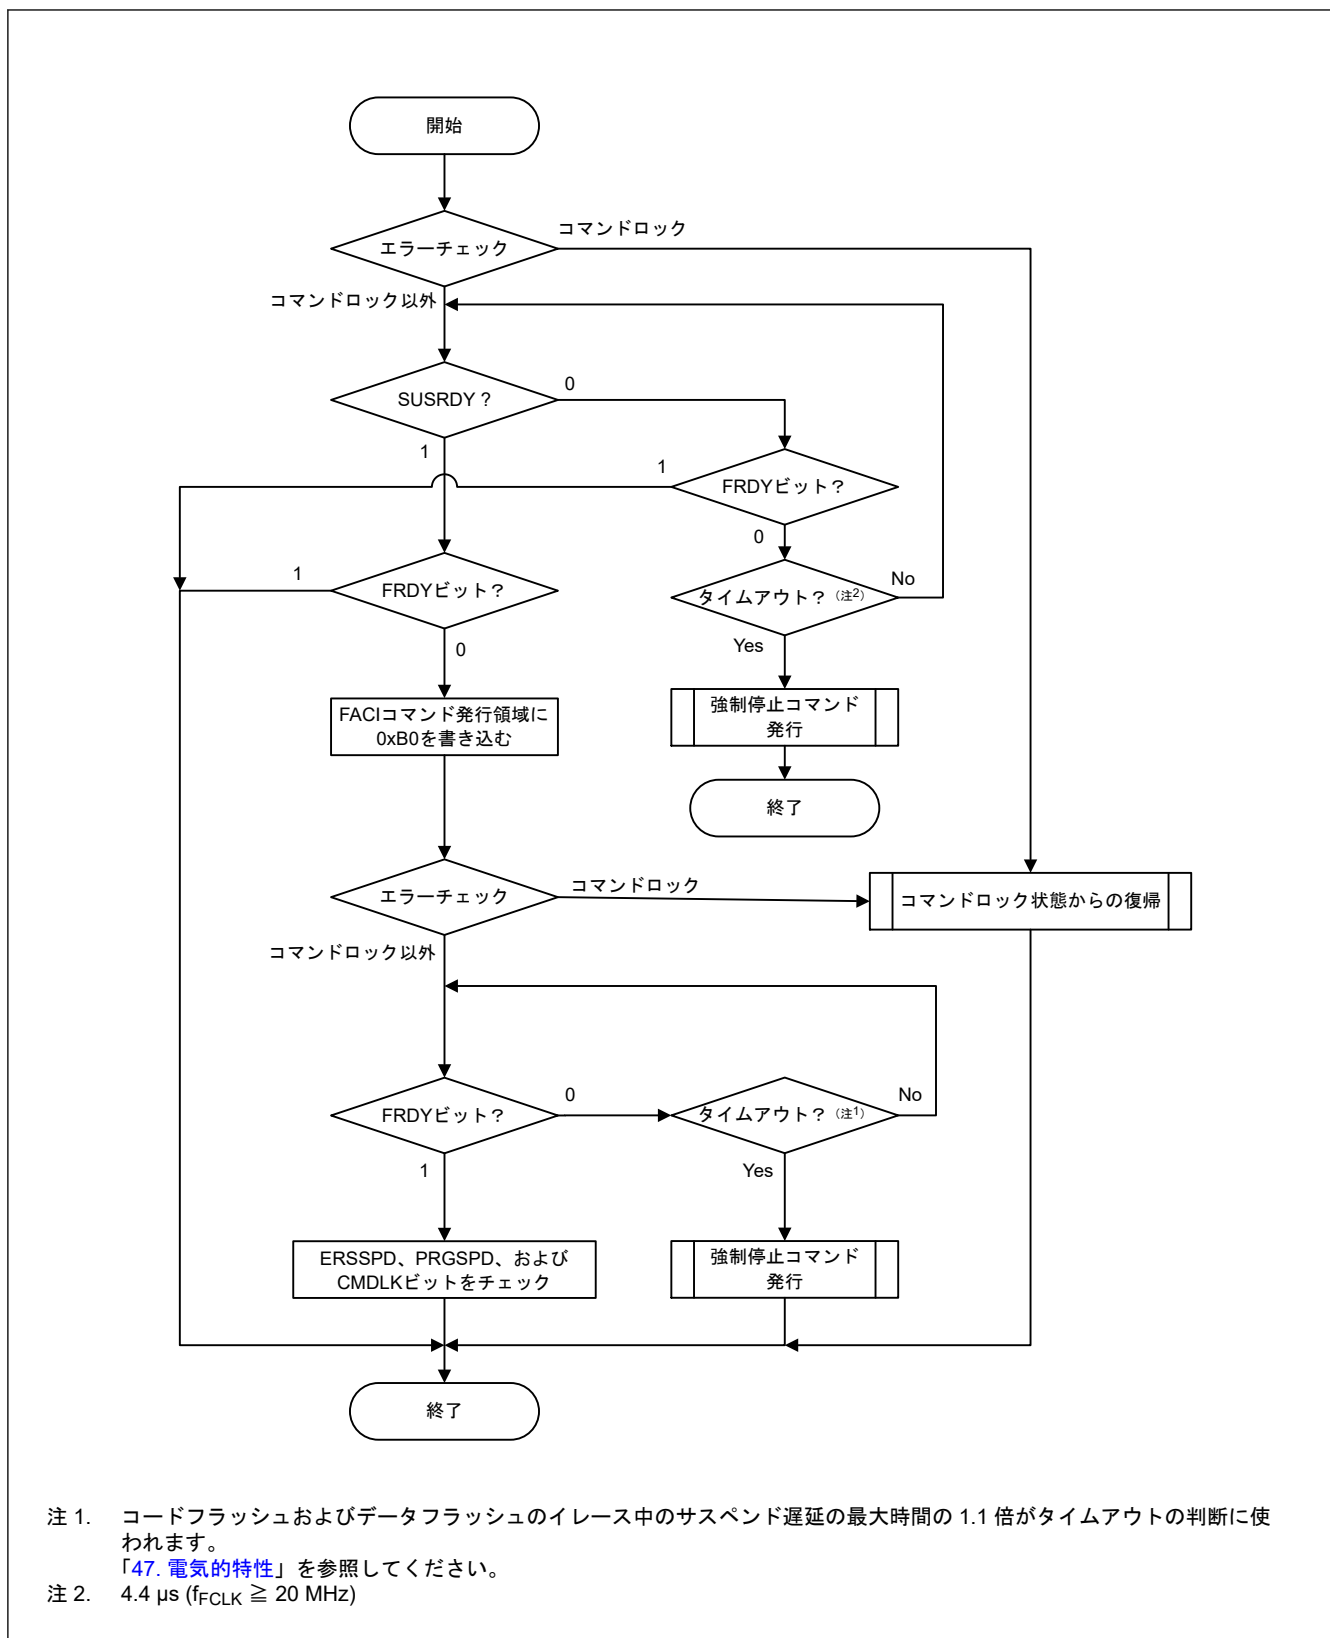 開始
エラーチェック
コマンドロック
コマンドロック以外
SUSRDY ?
0
1
1
FRDYビット?
0
1
FRDYビット?
タイムアウト? (注2)
No
0
Yes
FACIコマンド発行領域に
0xB0を書き込む
強制停止コマンド
発行
終了
エラーチェック
コマンドロック
コマンドロック状態からの復帰
コマンドロック以外
FRDYビット?
0
タイムアウト? (注1)
No
1
Yes
ERSSPD、PRGSPD、および
CMDLKビットをチェック
強制停止コマンド
発行
終了
注 1. コードフラッシュおよびデータフラッシュのイレース中のサスペンド遅延の最大時間の 1.1 倍がタイムアウトの判断に使
われます。
「47. 電気的特性」を参照してください。
注 2. 4.4 µs (fFCLK ≧ 20 MHz)